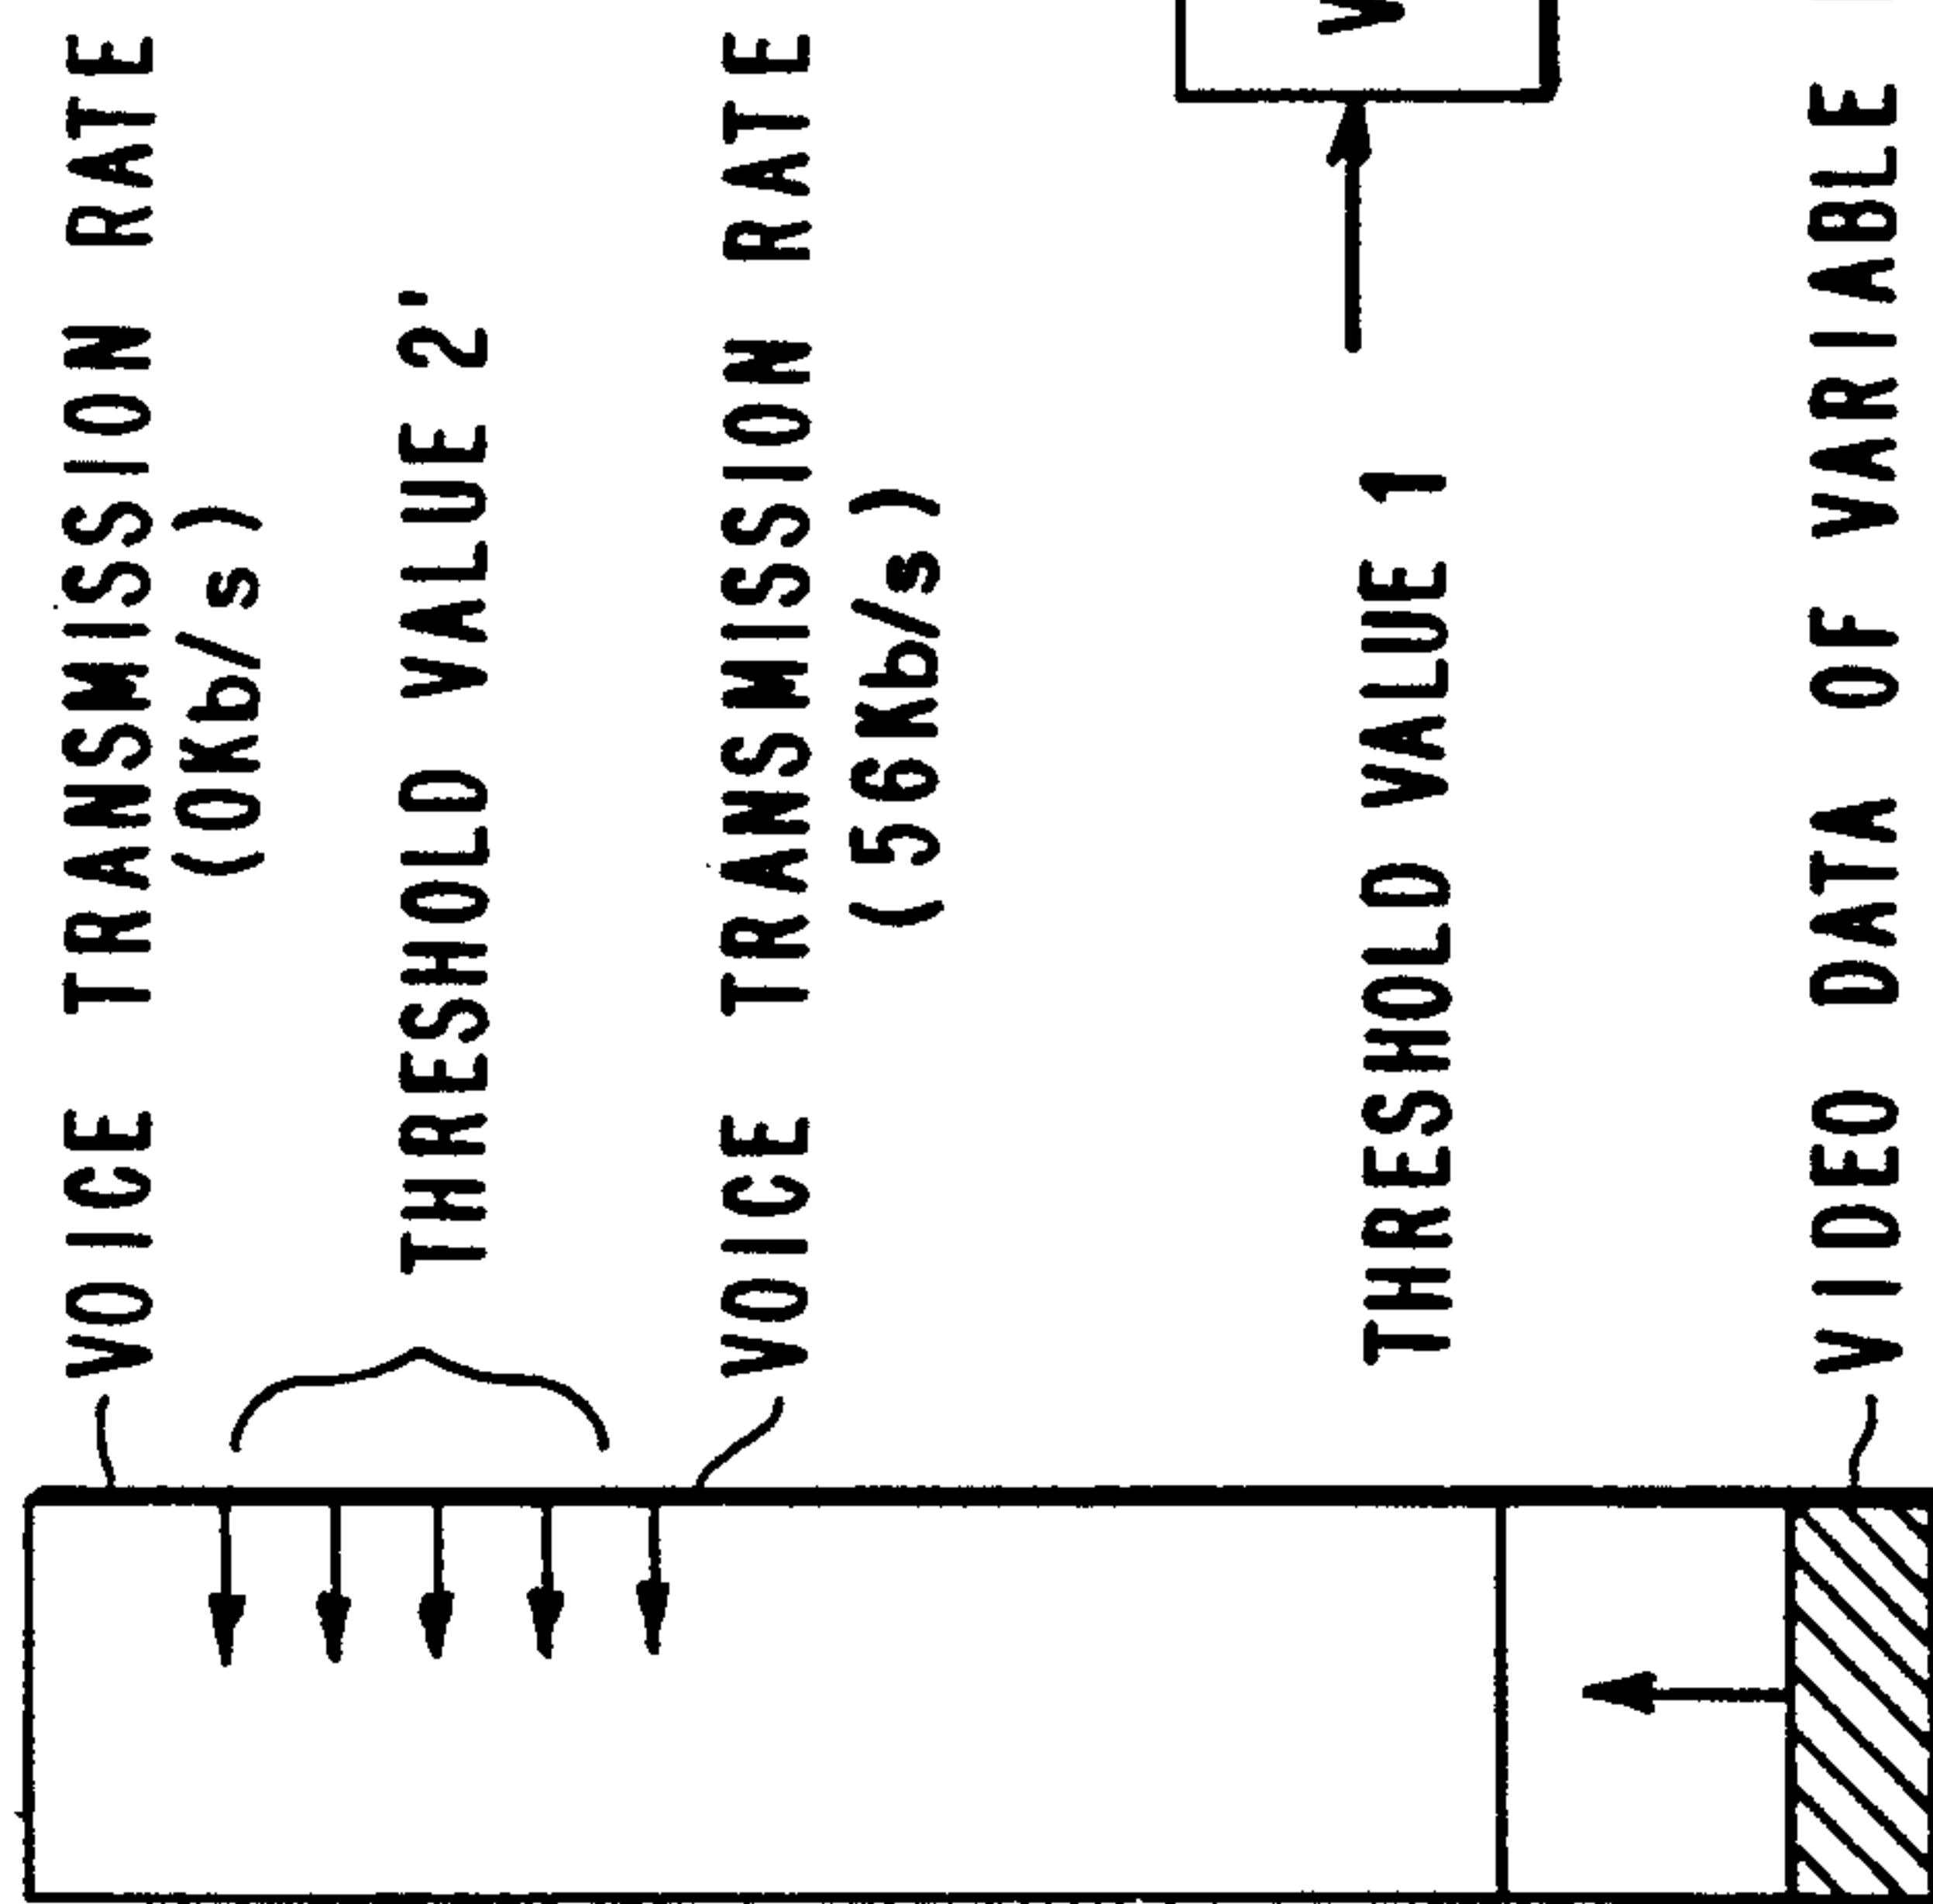 VOICE TRANSMISSION RATE
(0Kb/s)
THRESHOLD VALUE 2'
VOICE TRANSMISSION RATE
(56Kb/s)
THRESHOLD VALUE 1
VIDEO DATA OF VARIABLE